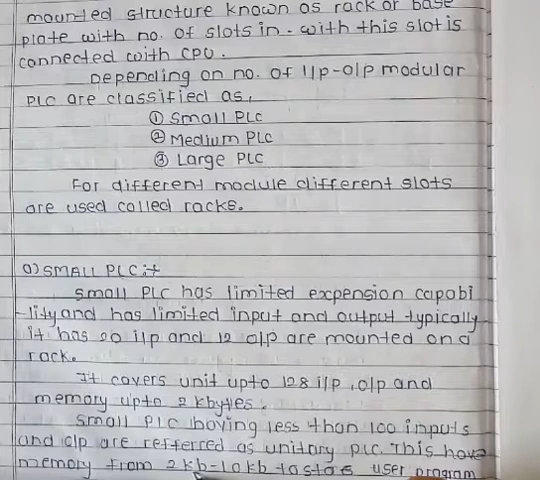 mounted structure known as rack or base
plate with no. of slots in. with this slot is
connected with CPU.
Depending on no. of I/p-o/p modular
PLC are classified as,
① Small PLC
② Medium PLC
③ Large PLC
For different module different slots
are used called racks.
a) SMALL PLC:+
small PLC has limited expension capabi
-lity and has limited input and output typically
it has 20 i/p and 12 o/p are mounted on a
rack.
It covers unit upto 128 i/p, o/p and
memory upto 2 kbytes.
Small PLC having less than 100 inputs
and o/p are refferred as unitary PLC. This have
memory from 2kb-10kb user program